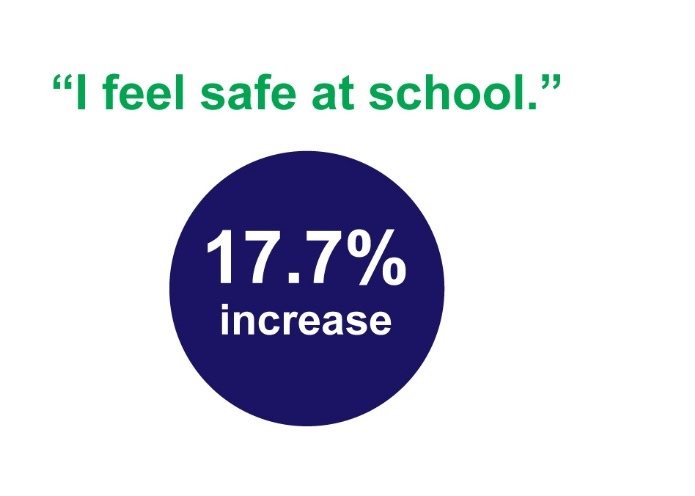 “I feel safe at school.”
17.7%
increase